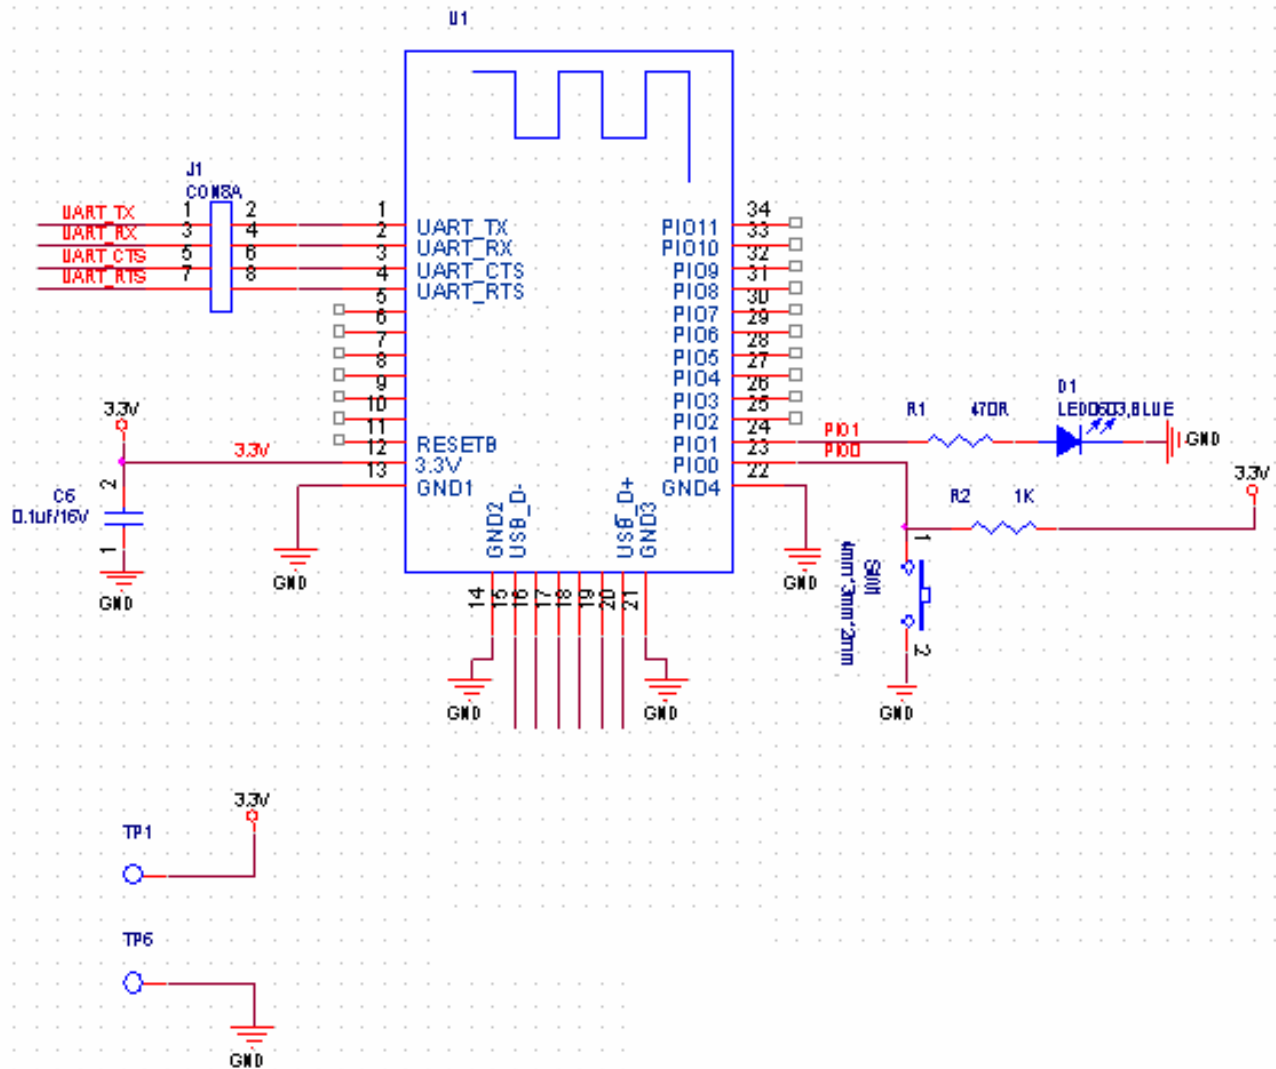 U1
J1
CON8A
UART_TX 1 2 1
UART_RX 3 4 2 UART_TX
UART_CTS 5 6 3 UART_RX
UART_RTS 7 8 4 UART_CTS
5 UART_RTS
6
7
8
9
10
11
12 RESETB
3.3V 3.3V 13 3.3V
GND1
34
PIO11 33
PIO10 32
PIO9 31
PIO8 30
PIO7 29
PIO6 28
PIO5 27
PIO4 26
PIO3 25
PIO2 24
PIO1 23
PIO0 22
GND4
PIO1
PIO0
R1 470R
D1
LED0603,BLUE
GND
3.3V
R2 1K
2
C6
0.1uF/16V
1
GND
GND
GND2
USB_D-
USB_D+
GND3
GND
14 15 16 17 18 19 20 21
GND
GND
1
4mm*3mm*2mm
2
GND
TP1
3.3V
TP6
GND